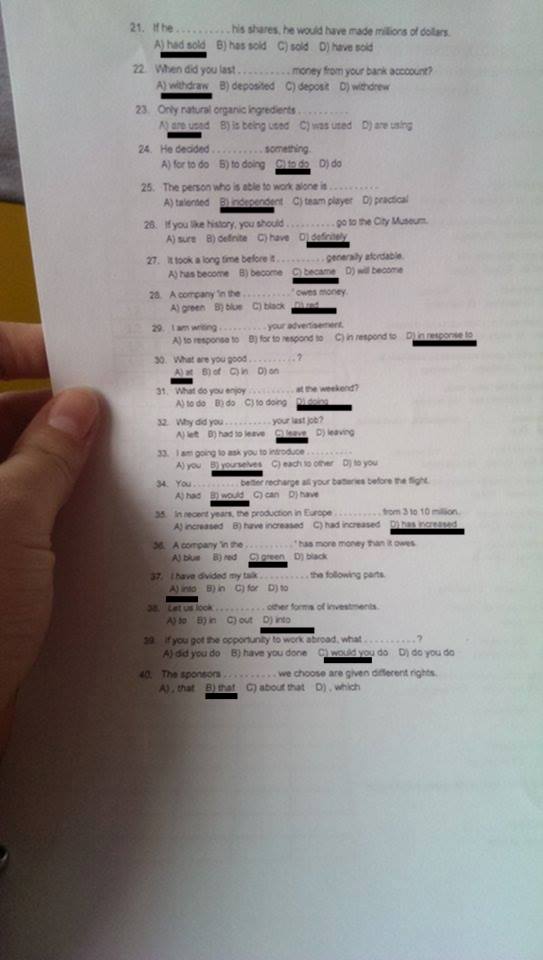 21. If he .......... his shares, he would have made millions of dollars.
A) had sold B) has sold C) sold D) have sold
22. When did you last .......... money from your bank acccount?
A) withdraw B) deposited C) deposit D) withdrew
23. Only natural organic ingredients ..........
A) are used B) is being used C) was used D) are using
24. He decided .......... something.
A) for to do B) to doing C) to do D) do
25. The person who is able to work alone is ..........
A) talented B) independent C) team player D) practical
26. If you like history, you should .......... go to the City Museum.
A) sure B) definite C) have D) definitely
27. It took a long time before it .......... generally afordable.
A) has become B) become C) became D) will become
28. A company 'in the ..........' owes money.
A) green B) blue C) black D) red
29. I am writing .......... your advertisement.
A) to response to B) for to respond to C) in respond to D) in response to
30. What are you good ..........?
A) at B) of C) in D) on
31. What do you enjoy .......... at the weekend?
A) to do B) do C) to doing D) doing
32. Why did you .......... your last job?
A) left B) had to leave C) leave D) leaving
33. I am going to ask you to introduce ..........
A) you B) yourselves C) each to other D) to you
34. You .......... better recharge all your batteries before the flight.
A) had B) would C) can D) have
35. In recent years, the production in Europe .......... from 3 to 10 million.
A) increased B) have increased C) had increased D) has increased
36. A company 'in the ..........' has more money than it owes.
A) blue B) red C) green D) black
37. I have divided my talk .......... the following parts.
A) into B) in C) for D) to
38. Let us look .......... other forms of investments.
A) to B) in C) out D) into
39. If you got the opportunity to work abroad, what ..........?
A) did you do B) have you done C) would you do D) do you do
40. The sponsors .......... we choose are given different rights.
A) , that B) that C) about that D) , which